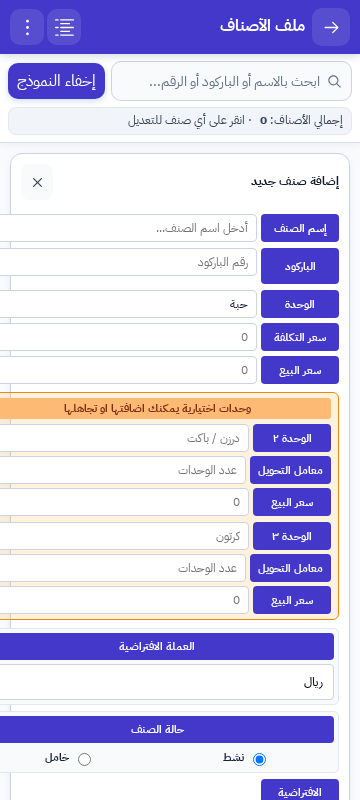 ملف الأصناف
ابحث بالاسم أو الباركود أو الرقم...
إخفاء النموذج
إجمالي الأصناف: 0 · انقر على أي صنف للتعديل
إضافة صنف جديد
إسم الصنف
أدخل اسم الصنف...
الباركود
رقم الباركود
الوحدة
حبة
سعر التكلفة
0
سعر البيع
0
وحدات اختيارية يمكنك اضافتها او تجاهلها
الوحدة ٢
درزن / باكت
معامل التحويل
عدد الوحدات
سعر البيع
0
الوحدة ٣
كرتون
معامل التحويل
عدد الوحدات
سعر البيع
0
العملة الافتراضية
ريال
حالة الصنف
نشط
خامل
الافتراضية